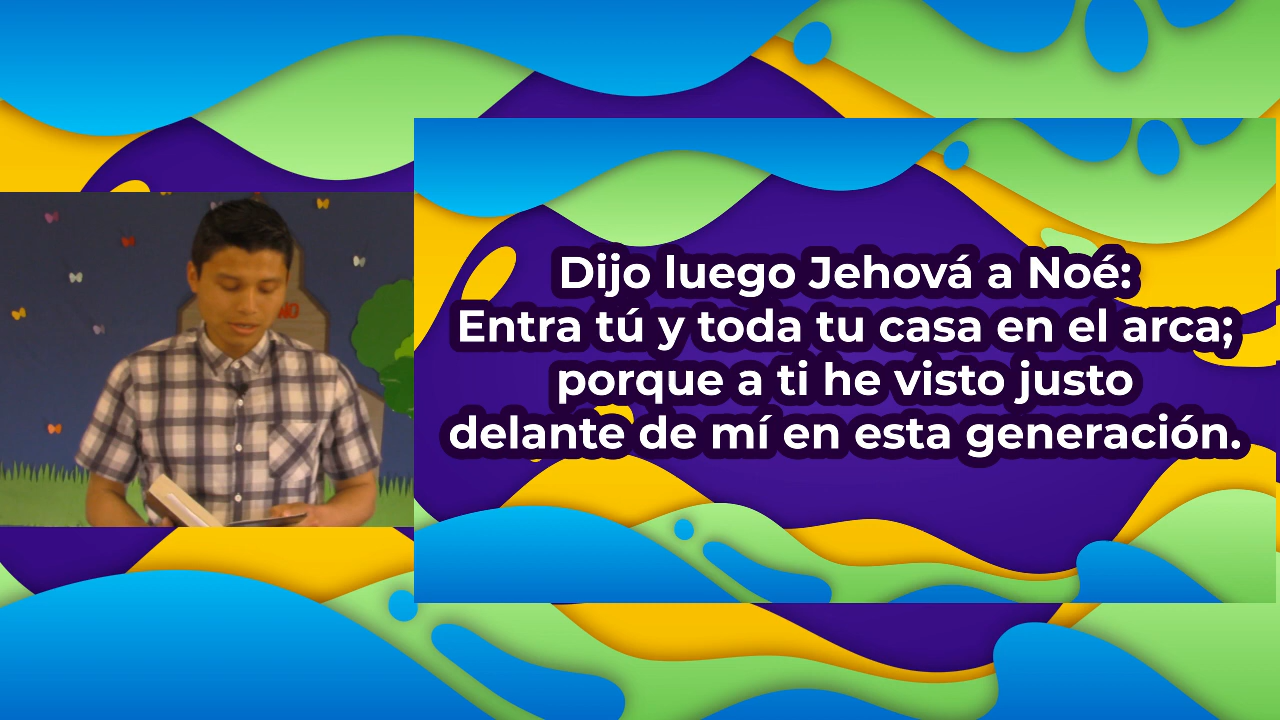 Dijo luego Jehová a Noé:
Entra tú y toda tu casa en el arca;
porque a ti he visto justo
delante de mí en esta generación.